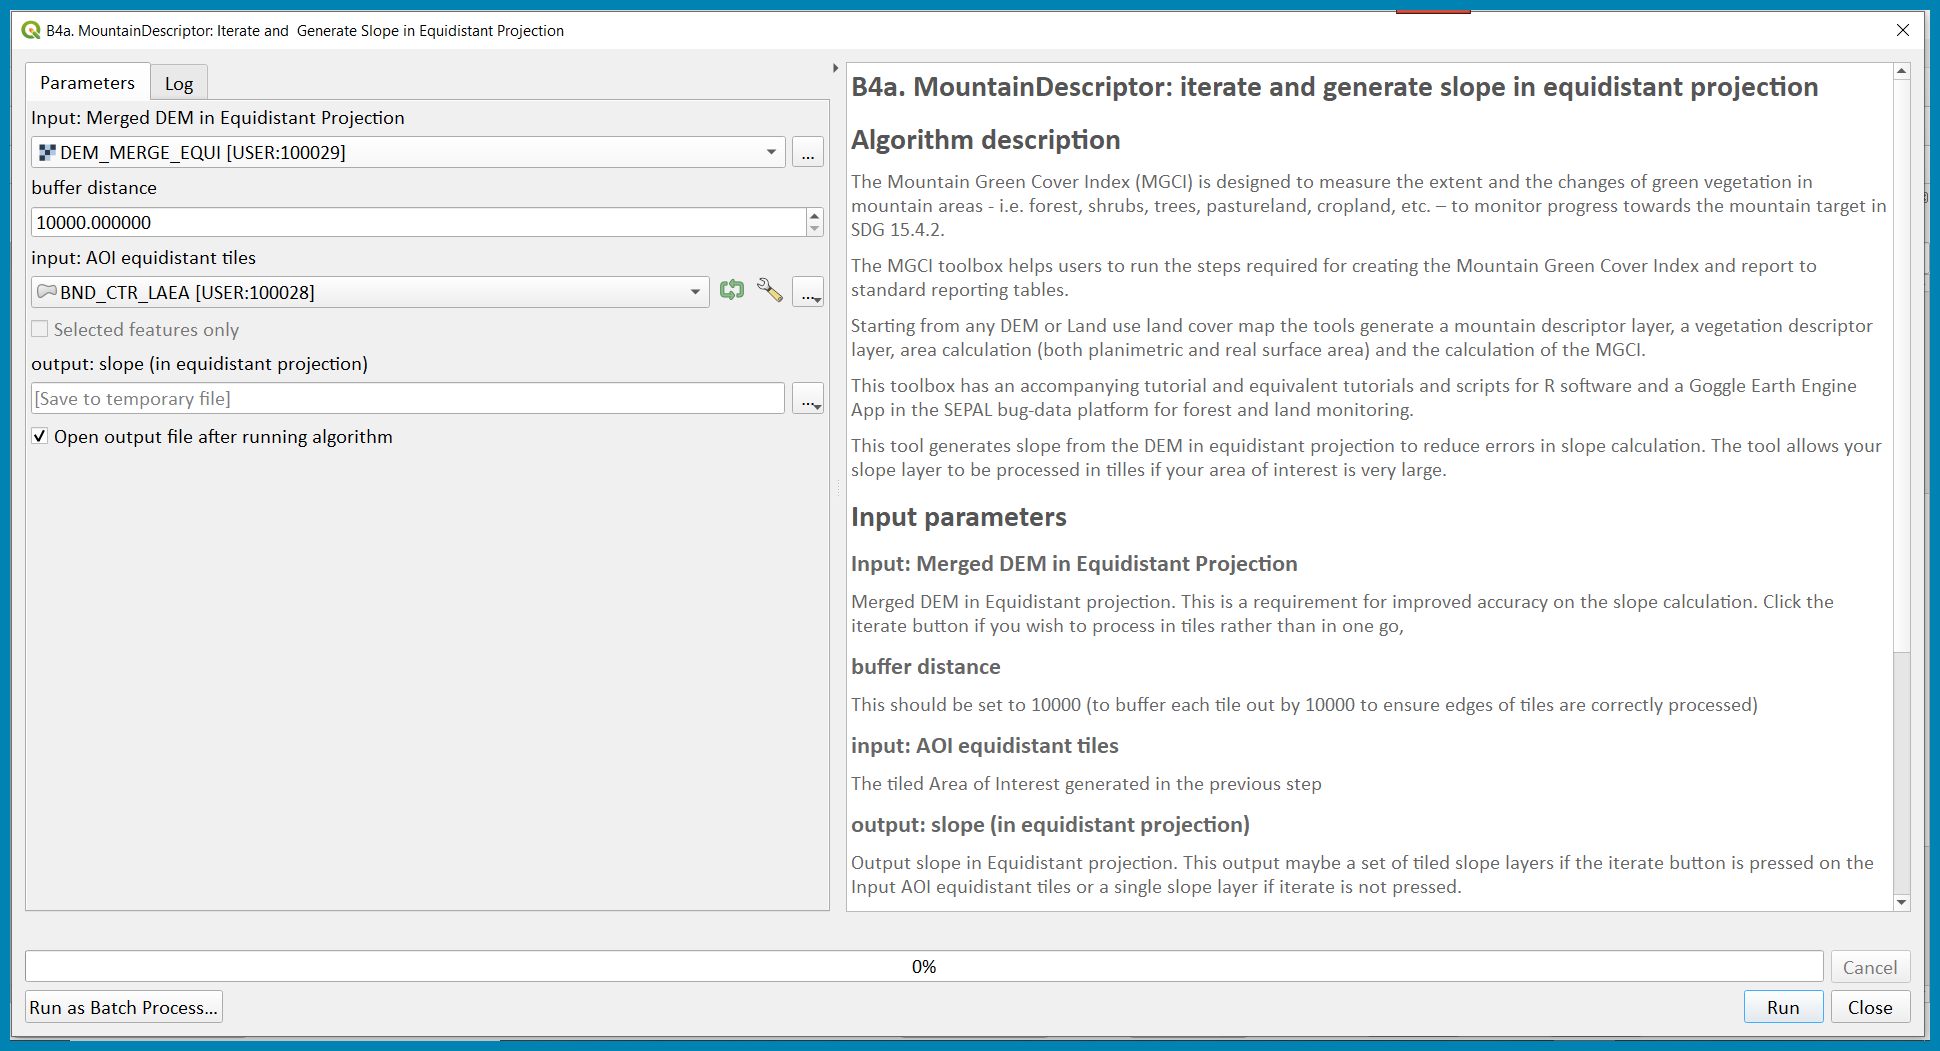 B4a. MountainDescriptor: Iterate and  Generate Slope in Equidistant Projection
Parameters
Log
Input: Merged DEM in Equidistant Projection
DEM_MERGE_EQUI [USER:100029]
...
buffer distance
10000.000000
input: AOI equidistant tiles
BND_CTR_LAEA [USER:100028]
...
Selected features only
output: slope (in equidistant projection)
[Save to temporary file]
...
Open output file after running algorithm
B4a. MountainDescriptor: iterate and generate slope in equidistant projection
Algorithm description
The Mountain Green Cover Index (MGCI) is designed to measure the extent and the changes of green vegetation in
mountain areas - i.e. forest, shrubs, trees, pastureland, cropland, etc. – to monitor progress towards the mountain target in
SDG 15.4.2.
The MGCI toolbox helps users to run the steps required for creating the Mountain Green Cover Index and report to
standard reporting tables.
Starting from any DEM or Land use land cover map the tools generate a mountain descriptor layer, a vegetation descriptor
layer, area calculation (both planimetric and real surface area) and the calculation of the MGCI.
This toolbox has an accompanying tutorial and equivalent tutorials and scripts for R software and a Goggle Earth Engine
App in the SEPAL bug-data platform for forest and land monitoring.
This tool generates slope from the DEM in equidistant projection to reduce errors in slope calculation. The tool allows your
slope layer to be processed in tilles if your area of interest is very large.
Input parameters
Input: Merged DEM in Equidistant Projection
Merged DEM in Equidistant projection. This is a requirement for improved accuracy on the slope calculation. Click the
iterate button if you wish to process in tiles rather than in one go,
buffer distance
This should be set to 10000 (to buffer each tile out by 10000 to ensure edges of tiles are correctly processed)
input: AOI equidistant tiles
The tiled Area of Interest generated in the previous step
output: slope (in equidistant projection)
Output slope in Equidistant projection. This output maybe a set of tiled slope layers if the iterate button is pressed on the
Input AOI equidistant tiles or a single slope layer if iterate is not pressed.
0%
Cancel
Run as Batch Process...
Run
Close